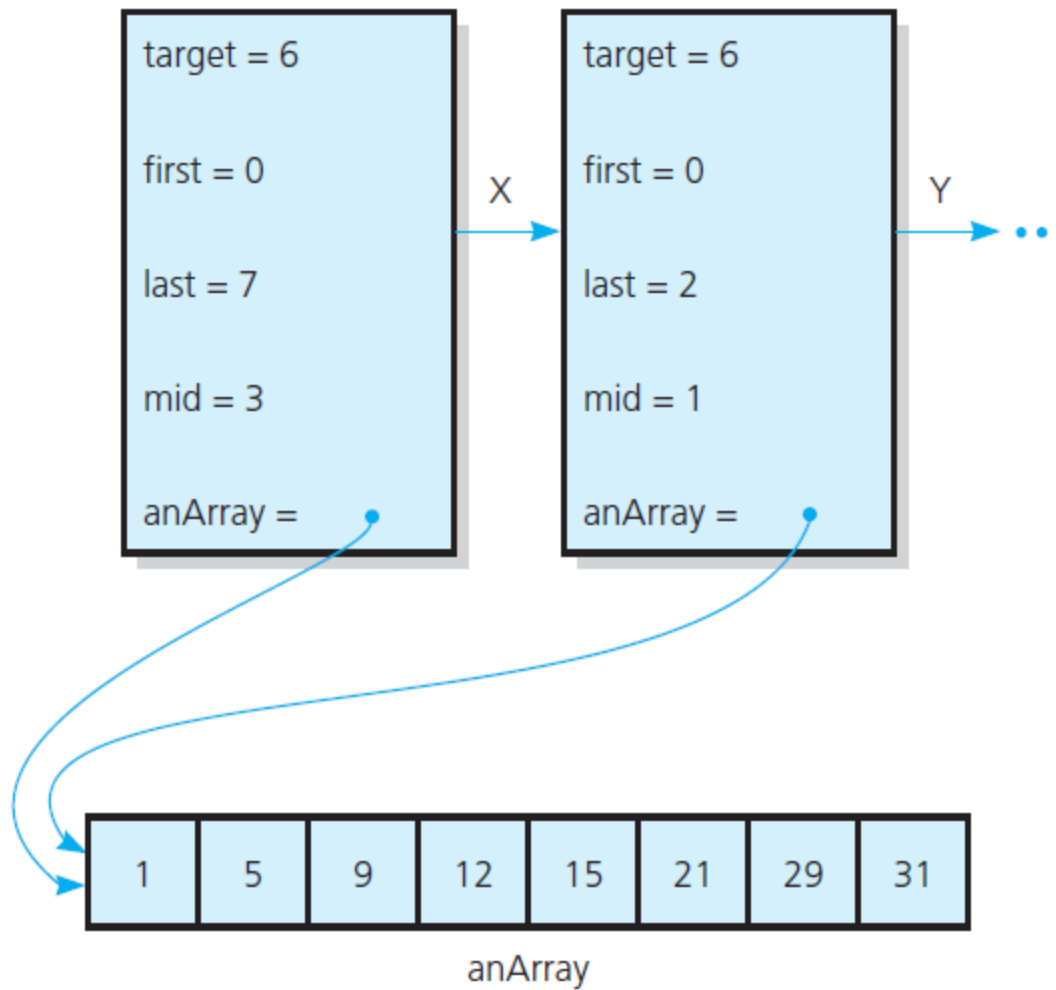 target = 6
first = 0
last = 7
mid = 3
anArray =
X
target = 6
first = 0
last = 2
mid = 1
anArray =
Y
1 5 9 12 15 21 29 31
anArray